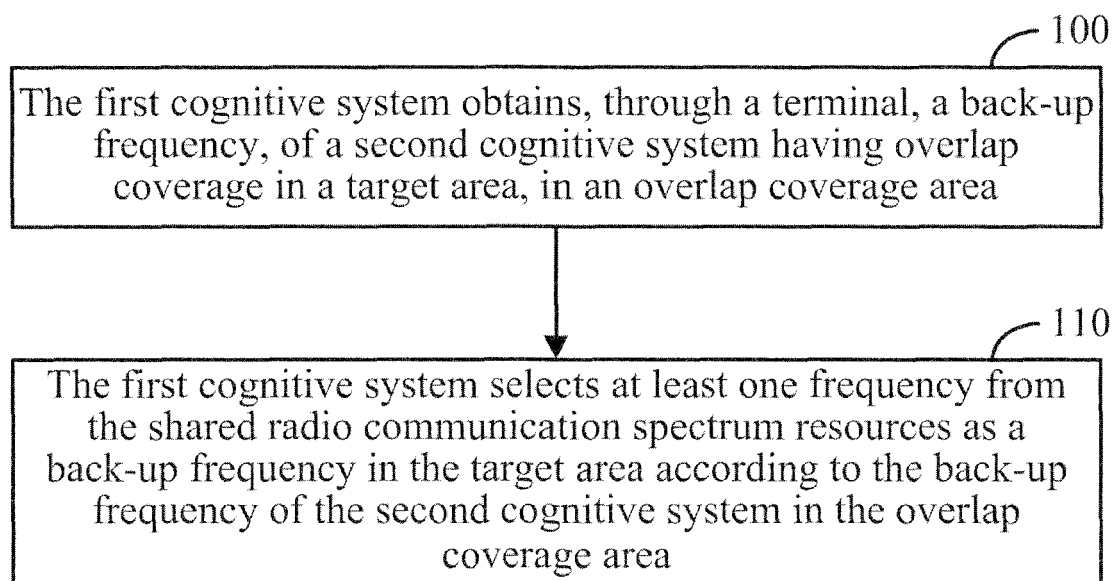 100
The first cognitive system obtains, through a terminal, a back-up
frequency, of a second cognitive system having overlap
coverage in a target area, in an overlap coverage area
110
The first cognitive system selects at least one frequency from
the shared radio communication spectrum resources as a
back-up frequency in the target area according to the back-up
frequency of the second cognitive system in the overlap
coverage area